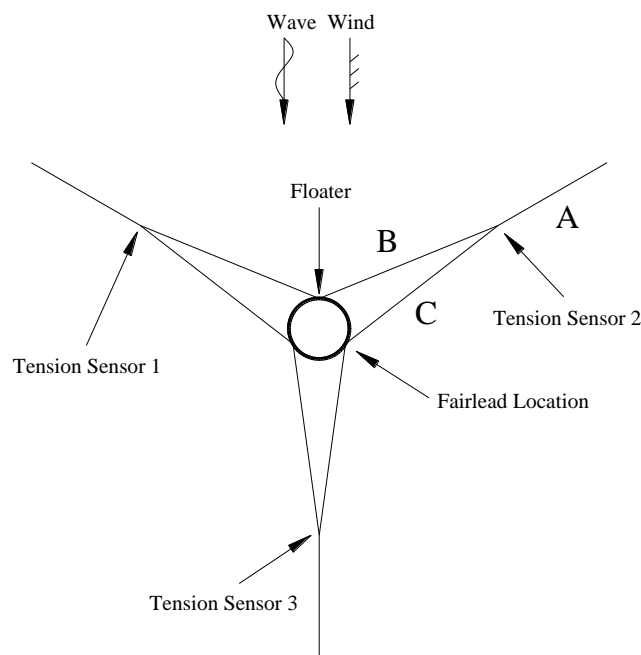 Wave Wind
Floater
A
B
C
Tension Sensor 2
Tension Sensor 1
Fairlead Location
Tension Sensor 3